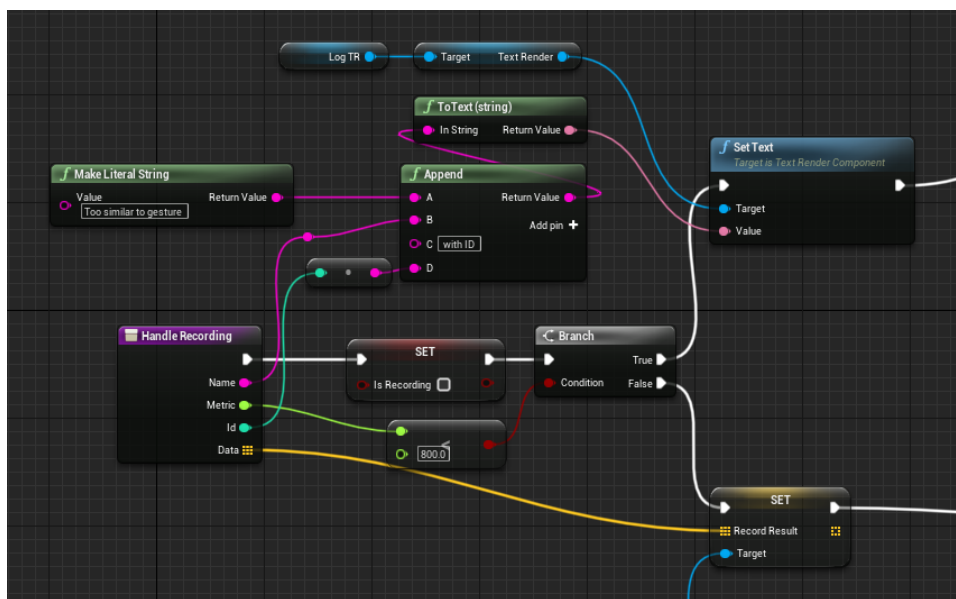 Log TR
Target Text Render
ToText (string)
In String Return Value
Set Text
Target is Text Render Component
Target
Value
Make Literal String
Value Return Value
Too similar to gesture
Append
A Return Value
B Add pin +
C with ID
D
Handle Recording
Name
Metric
Id
Data
SET
Is Recording
<
800.0
Branch
True
Condition False
SET
Record Result
Target